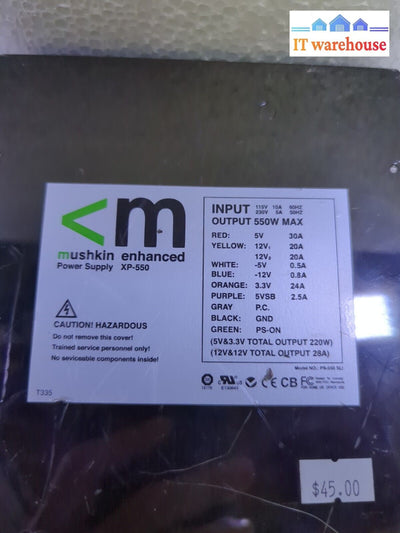 IT warehouse
<m
mushkin enhanced
Power Supply XP-550
CAUTION! HAZARDOUS
Do not remove this cover!
Trained service personnel only!
No seviceable components inside!
T335
INPUT 115V 10A 60HZ
230V 5A 50HZ
OUTPUT 550W MAX
RED: 5V 30A
YELLOW: 12V1 20A
12V2 20A
WHITE: -5V 0.5A
BLUE: -12V 0.8A
ORANGE: 3.3V 24A
PURPLE: 5VSB 2.5A
GRAY: P.C.
BLACK: GND
GREEN: PS-ON
(5V&3.3V TOTAL OUTPUT 220W)
(12V&12V TOTAL OUTPUT 28A)
CE CB FC
$45.00